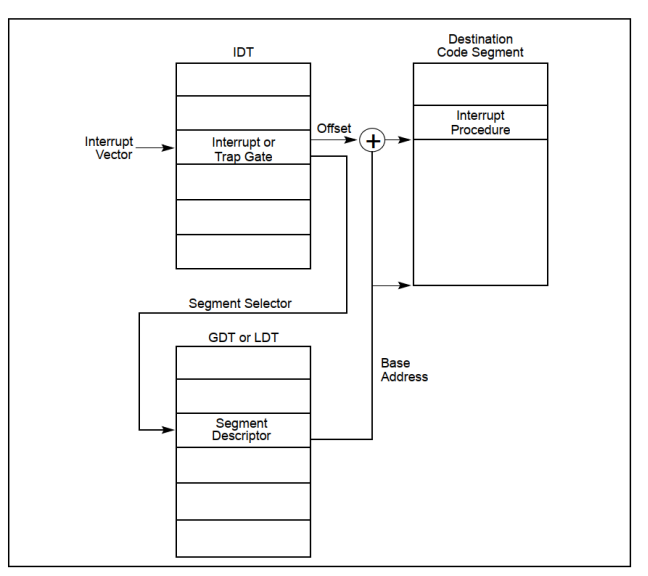 IDT
Destination
Code Segment
Interrupt
Vector
Interrupt or
Trap Gate
Offset
+
Interrupt
Procedure
Segment Selector
GDT or LDT
Segment
Descriptor
Base
Address